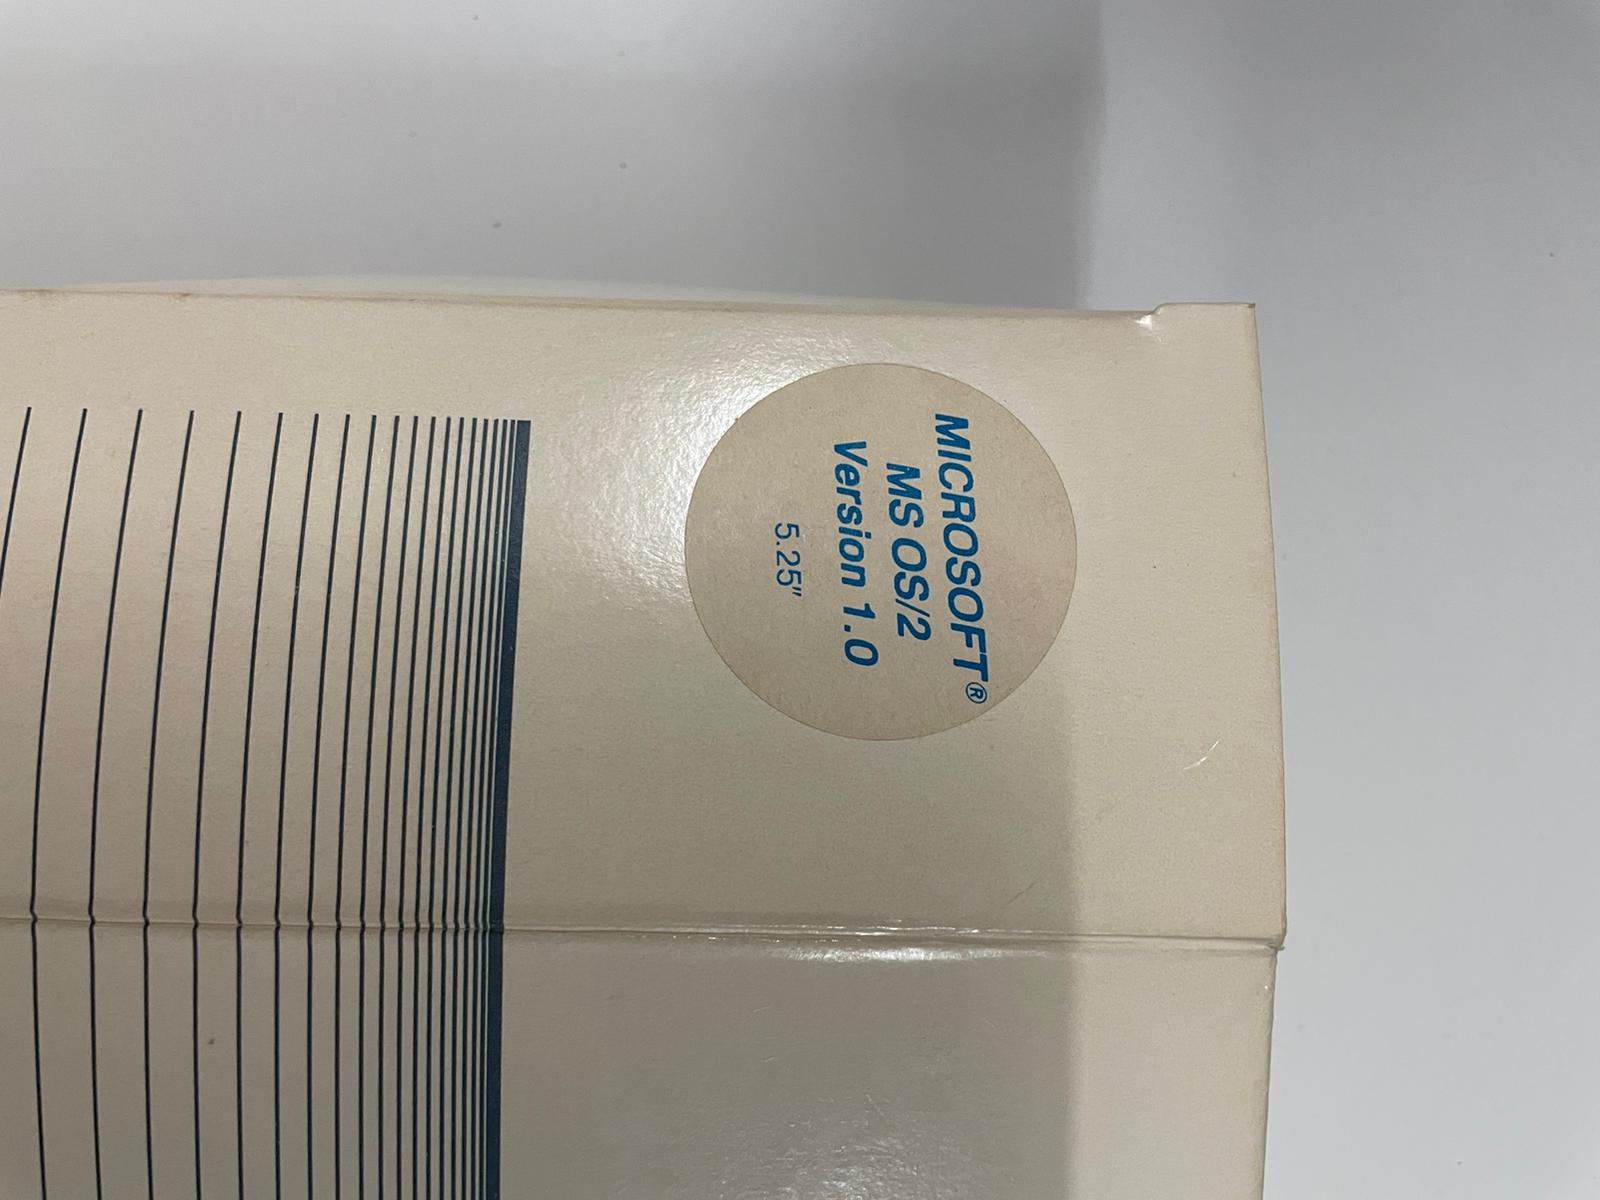 MICROSOFT®
MS OS/2
Version 1.0
5.25"